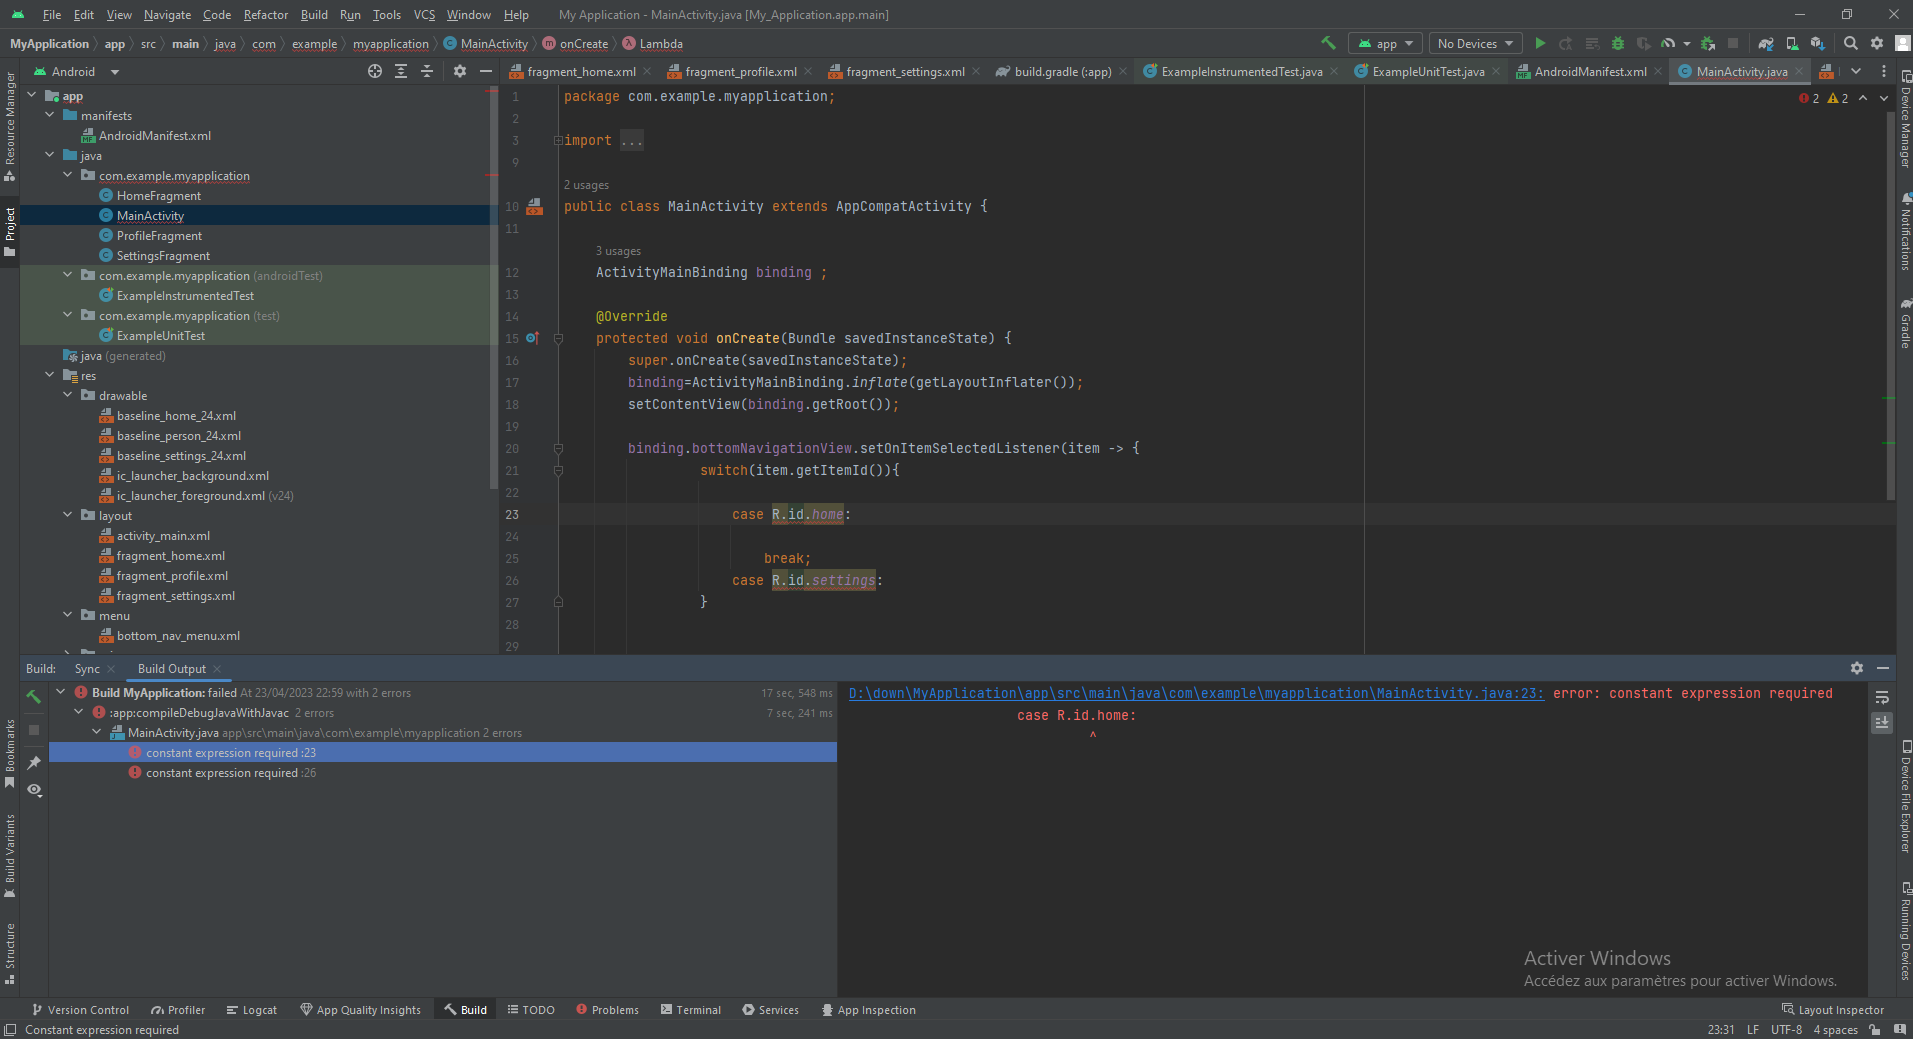 File Edit View Navigate Code Refactor Build Run Tools VCS Window Help My Application - MainActivity.java [My_Application.app.main]
MyApplication app src main java com example myapplication MainActivity onCreate Lambda app No Devices
Android
fragment_home.xml fragment_profile.xml fragment_settings.xml build.gradle (:app) ExampleInstrumentedTest.java ExampleUnitTest.java AndroidManifest.xml MainActivity.java
Resource Manager
Project
Bookmarks
Build Variants
Structure
app
manifests
AndroidManifest.xml
java
com.example.myapplication
HomeFragment
MainActivity
ProfileFragment
SettingsFragment
com.example.myapplication (androidTest)
ExampleInstrumentedTest
com.example.myapplication (test)
ExampleUnitTest
java (generated)
res
drawable
baseline_home_24.xml
baseline_person_24.xml
baseline_settings_24.xml
ic_launcher_background.xml
ic_launcher_foreground.xml (v24)
layout
activity_main.xml
fragment_home.xml
fragment_profile.xml
fragment_settings.xml
menu
bottom_nav_menu.xml
2 2
1 package com.example.myapplication;
2
3 import ...
9
2 usages
10 public class MainActivity extends AppCompatActivity {
11
3 usages
12 ActivityMainBinding binding ;
13
14 @Override
15 protected void onCreate(Bundle savedInstanceState) {
16 super.onCreate(savedInstanceState);
17 binding=ActivityMainBinding.inflate(getLayoutInflater());
18 setContentView(binding.getRoot());
19
20 binding.bottomNavigationView.setOnItemSelectedListener(item -> {
21 switch(item.getItemId()){
22
23 case R.id.home:
24
25 break;
26 case R.id.settings:
27 }
28
29
Device Manager
Notifications
Gradle
Device File Explorer
Running Devices
Build: Sync Build Output
Build MyApplication: failed At 23/04/2023 22:59 with 2 errors 17 sec, 548 ms
:app:compileDebugJavaWithJavac 2 errors 7 sec, 241 ms
MainActivity.java app\src\main\java\com\example\myapplication 2 errors
constant expression required :23
constant expression required :26
D:\down\MyApplication\app\src\main\java\com\example\myapplication\MainActivity.java:23: error: constant expression required
case R.id.home:
^
Activer Windows
Accédez aux paramètres pour activer Windows.
Version Control Profiler Logcat App Quality Insights Build TODO Problems Terminal Services App Inspection Layout Inspector
Constant expression required 23:31 LF UTF-8 4 spaces